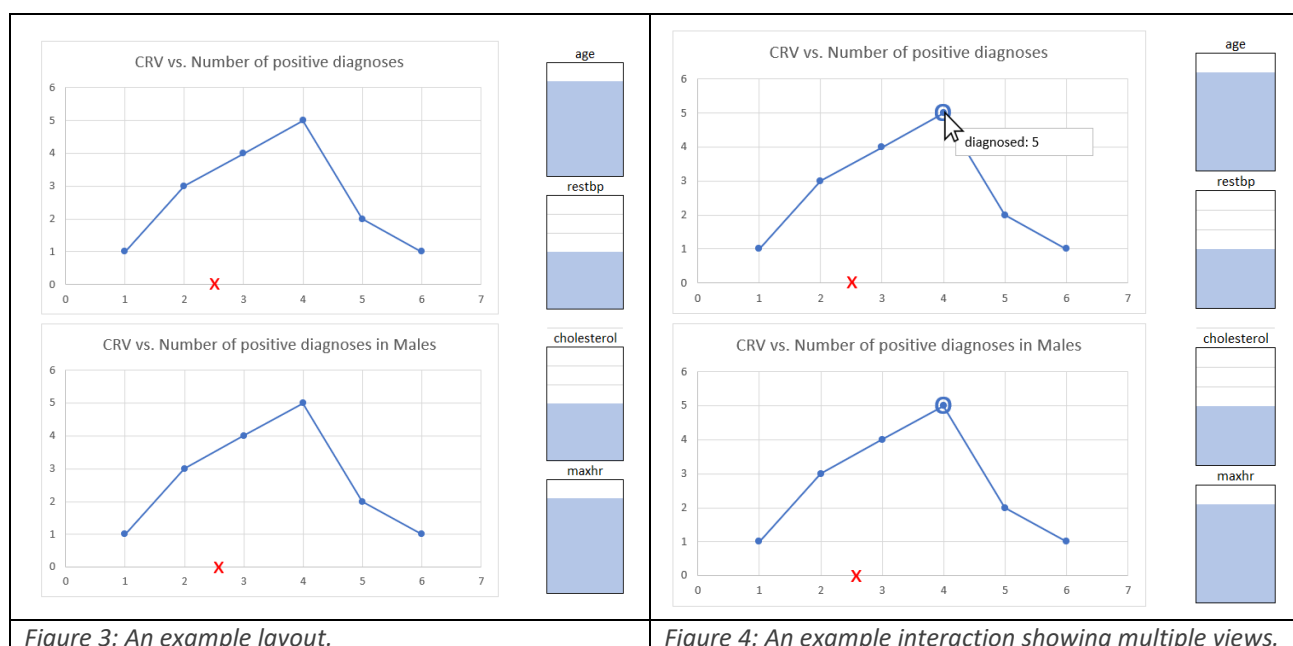 CRV vs. Number of positive diagnoses
6
5
4
3
2
1
0
X
0 1 2 3 4 5 6 7
CRV vs. Number of positive diagnoses in Males
6
5
4
3
2
1
0
X
0 1 2 3 4 5 6 7
age
restbp
cholesterol
maxhr
Figure 3: An example layout.
CRV vs. Number of positive diagnoses
6
5
4
3
2
1
0
diagnosed: 5
X
0 1 2 3 4 5 6 7
CRV vs. Number of positive diagnoses in Males
6
5
4
3
2
1
0
X
0 1 2 3 4 5 6 7
age
restbp
cholesterol
maxhr
Figure 4: An example interaction showing multiple views.